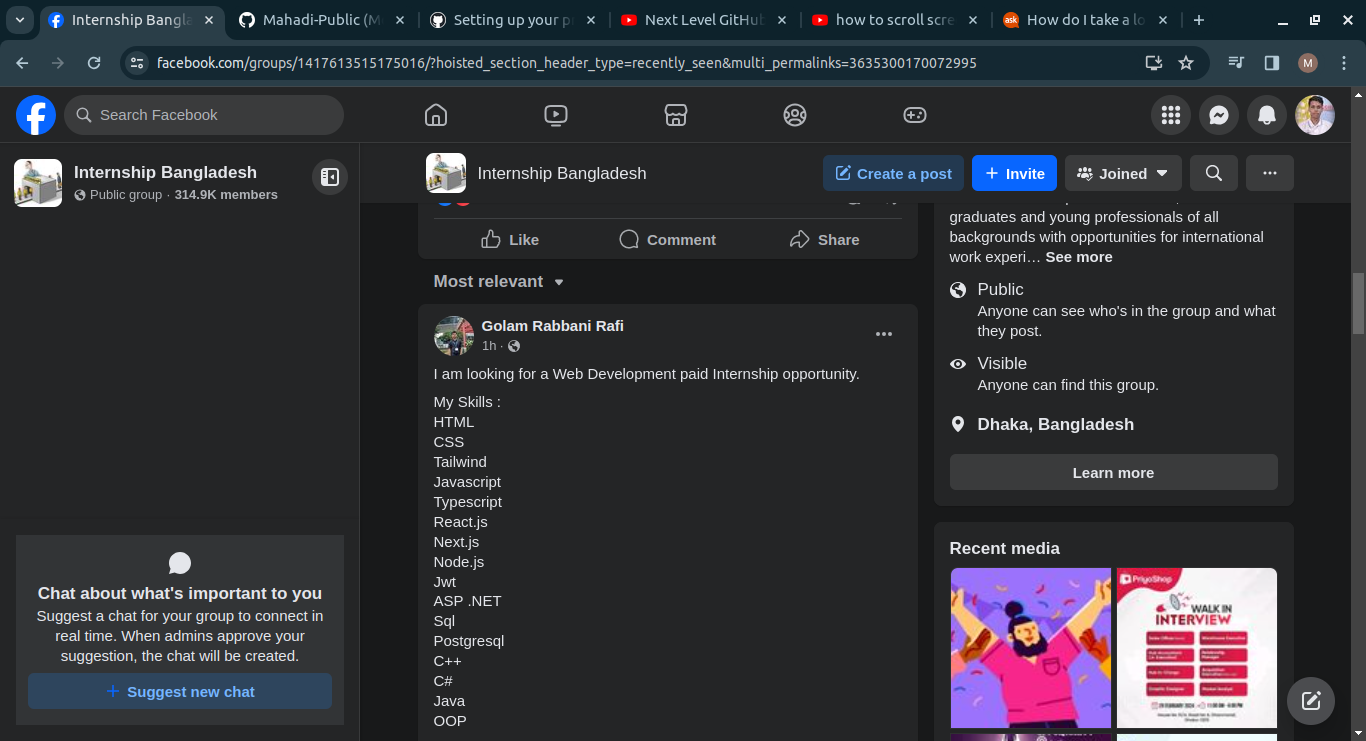 Internship Bangla
Mahadi-Public (M
Setting up your p
Next Level GitHub
how to scroll scre
ask
How do I take a lo
facebook.com/groups/1417613515175016/?hoisted_section_header_type=recently_seen&multi_permalinks=3635300170072995
M
Search Facebook
Internship Bangladesh
Public group · 314.9K members
Internship Bangladesh
Create a post
Invite
Joined
Like
Comment
Share
Most relevant
Golam Rabbani Rafi
1h ·
I am looking for a Web Development paid Internship opportunity.
My Skills :
HTML
CSS
Tailwind
Javascript
Typescript
React.js
Next.js
Node.js
Jwt
ASP .NET
Sql
Postgresql
C++
C#
Java
OOP
graduates and young professionals of all
backgrounds with opportunities for international
work experi… See more
Public
Anyone can see who's in the group and what
they post.
Visible
Anyone can find this group.
Dhaka, Bangladesh
Learn more
Recent media
PriyoShop
WALK IN
INTERVIEW
Chat about what's important to you
Suggest a chat for your group to connect in
real time. When admins approve your
suggestion, the chat will be created.
Suggest new chat